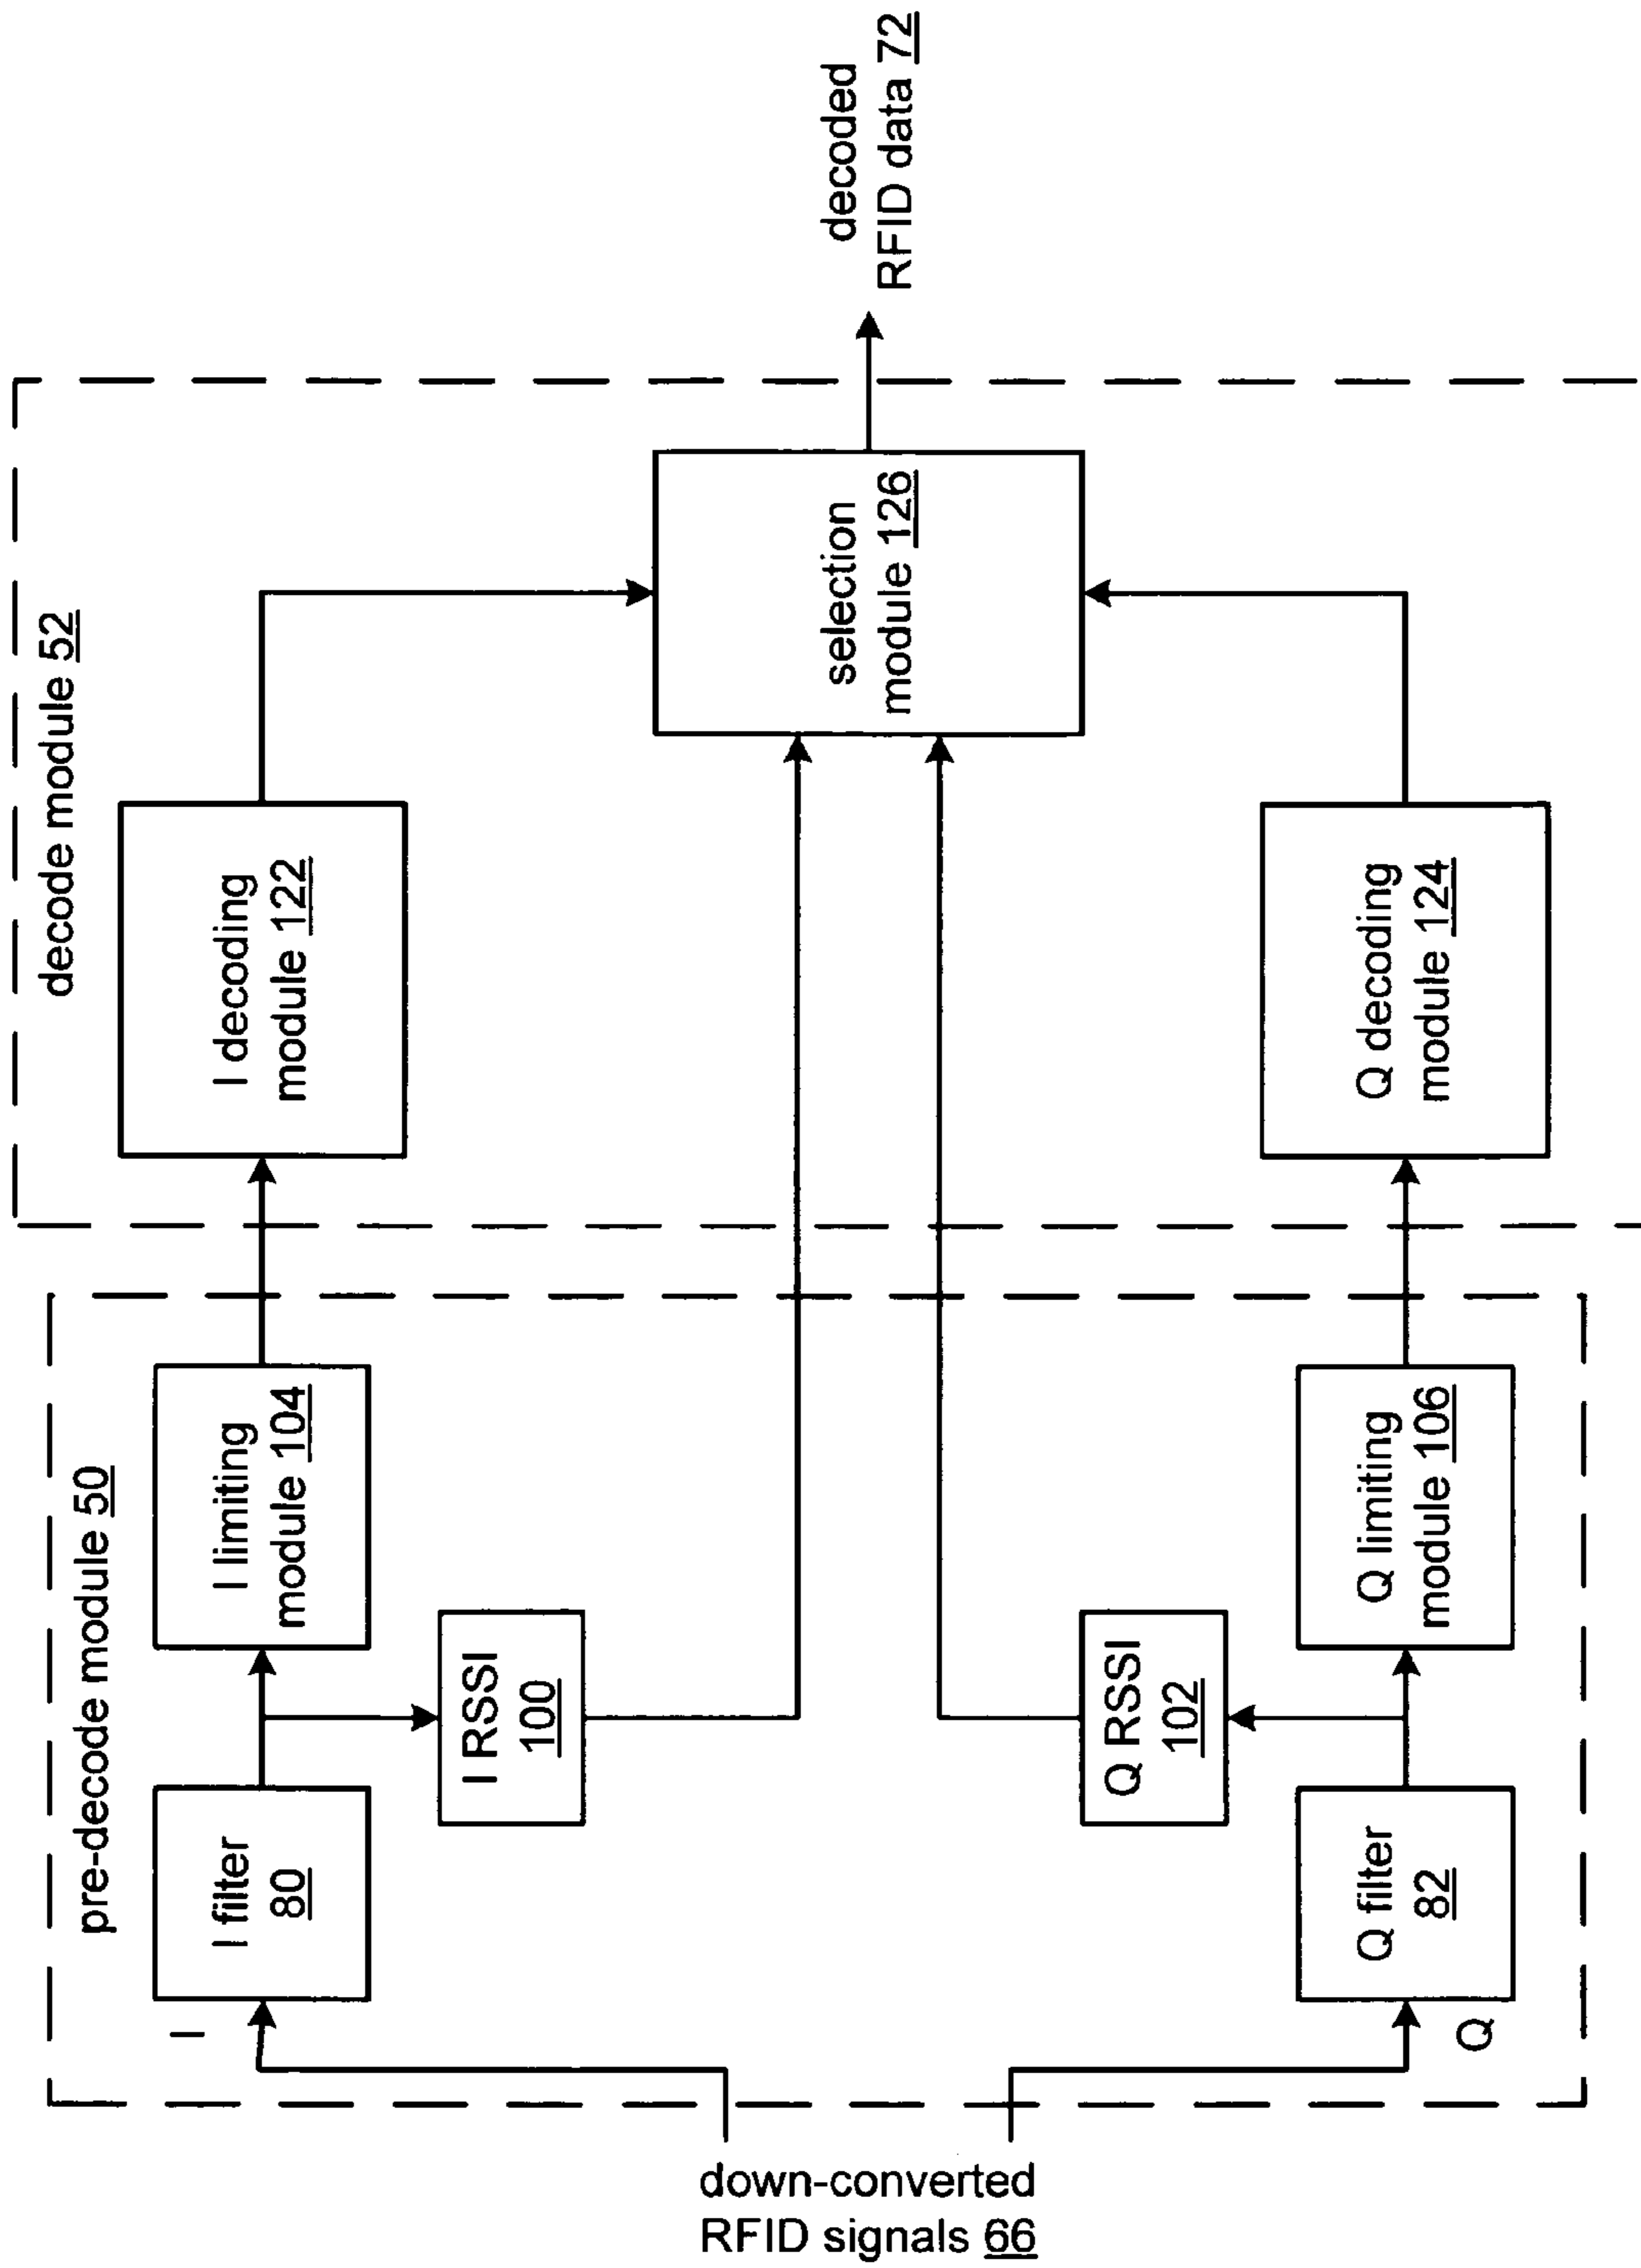 decode module 52
pre-decode module 50
I
I filter
80
I limiting
module 104
I decoding
module 122
I RSSI
100
down-converted
RFID signals 66
selection
module 126
decoded
RFID data 72
Q RSSI
102
Q
Q filter
82
Q limiting
module 106
Q decoding
module 124